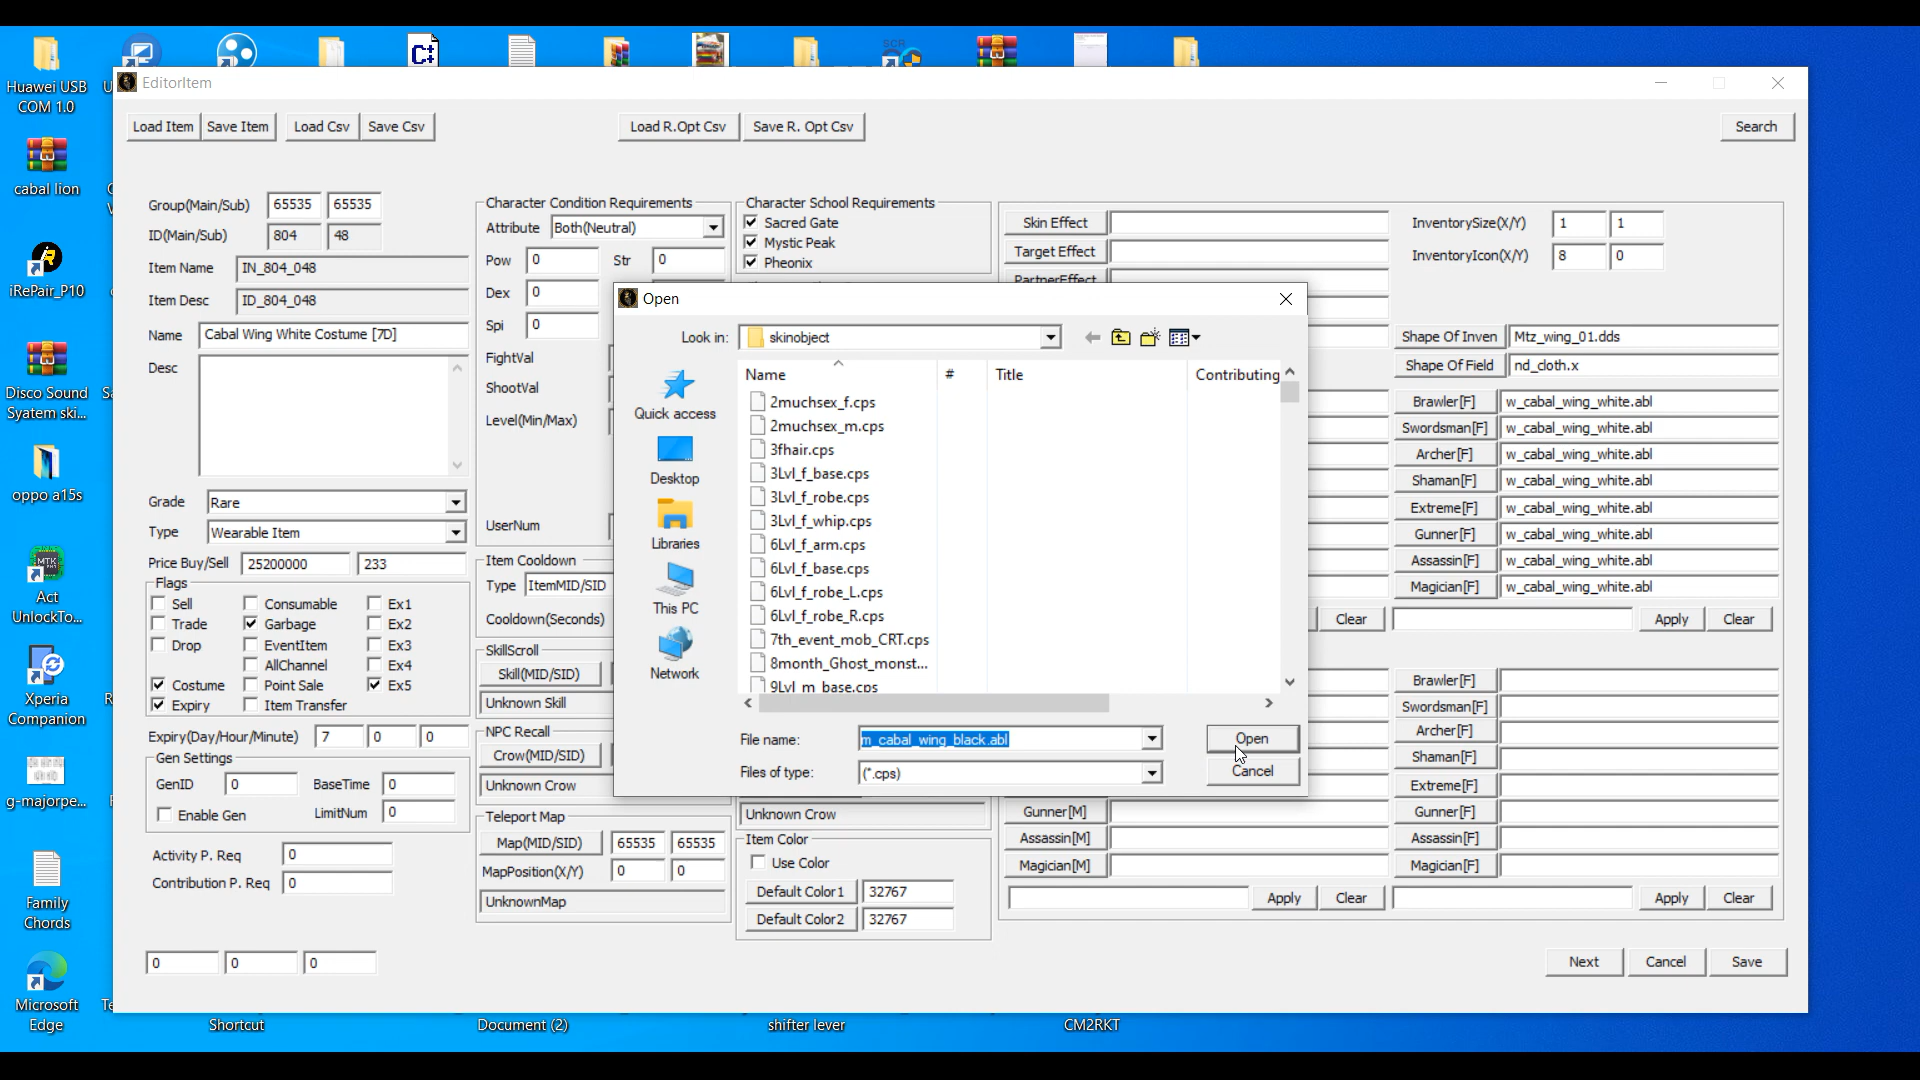 Huawei USB
COM 1.0
cabal lion
iRePair_P10
Disco Sound
Syatem ski...
oppo a15s
Act
UnlockTo...
Xperia
Companion
g-majorpe...
Family
Chords
Microsoft
Edge
Shortcut
Document (2)
shifter lever
CM2RKT
EditorItem
Load Item
Save Item
Load Csv
Save Csv
Load R.Opt Csv
Save R. Opt Csv
Search
Group(Main/Sub) 65535 65535
ID(Main/Sub) 804 48
Item Name IN_804_048
Item Desc ID_804_048
Name Cabal Wing White Costume [7D]
Desc
Grade Rare
Type Wearable Item
Price Buy/Sell 25200000 233
Flags
Sell Consumable Ex1
Trade Garbage Ex2
Drop EventItem Ex3
AllChannel Ex4
Costume Point Sale Ex5
Expiry Item Transfer
Expiry(Day/Hour/Minute) 7 0 0
Gen Settings
GenID 0 BaseTime 0
Enable Gen LimitNum 0
Activity P. Req 0
Contribution P. Req 0
0 0 0
Character Condition Requirements
Attribute Both(Neutral)
Pow 0 Str 0
Dex 0
Spi 0
FightVal
ShootVal
Level(Min/Max)
UserNum
Item Cooldown
Type ItemMID/SID
Cooldown(Seconds)
SkillScroll
Skill(MID/SID)
Unknown Skill
NPC Recall
Crow(MID/SID)
Unknown Crow
Teleport Map
Map(MID/SID) 65535 65535
MapPosition(X/Y) 0 0
UnknownMap
Character School Requirements
Sacred Gate
Mystic Peak
Pheonix
Unknown Crow
Item Color
Use Color
Default Color1 32767
Default Color2 32767
Open
Look in: skinobject
Quick access
Desktop
Libraries
This PC
Network
Name # Title Contributing
2muchsex_f.cps
2muchsex_m.cps
3fhair.cps
3Lvl_f_base.cps
3Lvl_f_robe.cps
3Lvl_f_whip.cps
6Lvl_f_arm.cps
6Lvl_f_base.cps
6Lvl_f_robe_L.cps
6Lvl_f_robe_R.cps
7th_event_mob_CRT.cps
8month_Ghost_monst...
9Lvl_m_base.cps
File name: m_cabal_wing_black.abl Open
Files of type: (*.cps) Cancel
Skin Effect
Target Effect
PartnerEffect
InventorySize(X/Y) 1 1
InventoryIcon(X/Y) 8 0
Shape Of Inven Mtz_wing_01.dds
Shape Of Field nd_cloth.x
Brawler[F] w_cabal_wing_white.abl
Swordsman[F] w_cabal_wing_white.abl
Archer[F] w_cabal_wing_white.abl
Shaman[F] w_cabal_wing_white.abl
Extreme[F] w_cabal_wing_white.abl
Gunner[F] w_cabal_wing_white.abl
Assassin[F] w_cabal_wing_white.abl
Magician[F] w_cabal_wing_white.abl
Clear Apply Clear
Brawler[F]
Swordsman[F]
Archer[F]
Shaman[F]
Extreme[F]
Gunner[M] Gunner[F]
Assassin[M] Assassin[F]
Magician[M] Magician[F]
Apply Clear Apply Clear
Next Cancel Save